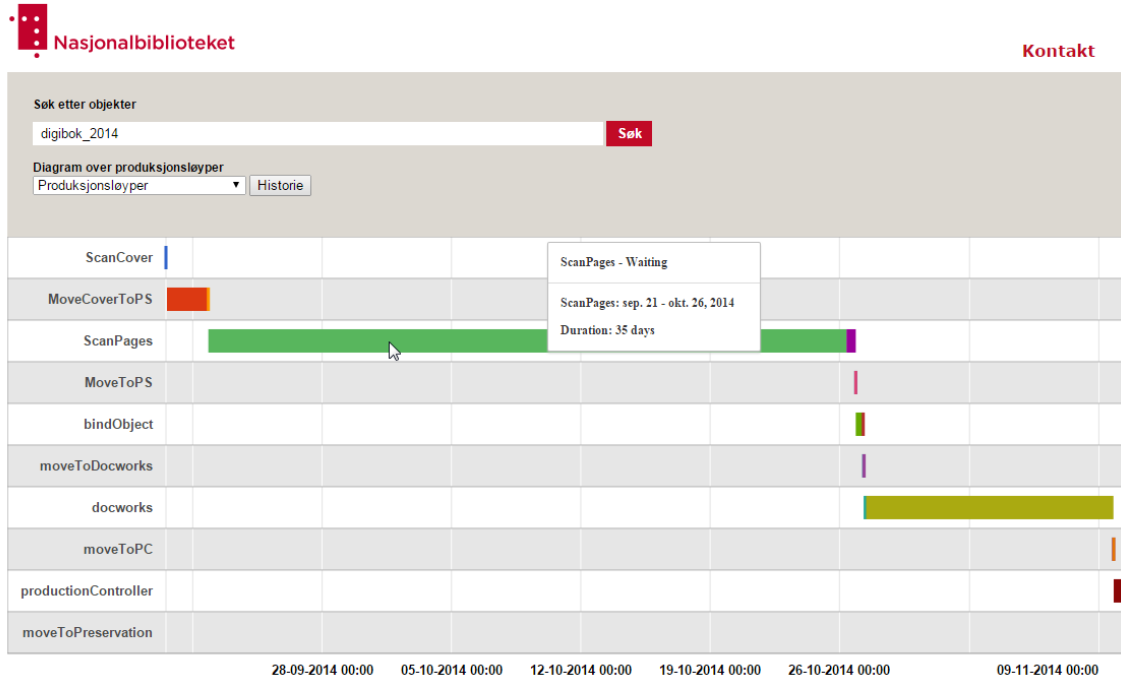 Nasjonalbiblioteket
Kontakt
Søk etter objekter
digibok_2014
Søk
Diagram over produksjonsløyper
Produksjonsløyper
Historie
ScanCover
MoveCoverToPS
ScanPages
MoveToPS
bindObject
moveToDocworks
docworks
moveToPC
productionController
moveToPreservation
ScanPages - Waiting
ScanPages: sep. 21 - okt. 26, 2014
Duration: 35 days
28-09-2014 00:00 05-10-2014 00:00 12-10-2014 00:00 19-10-2014 00:00 26-10-2014 00:00 09-11-2014 00:00